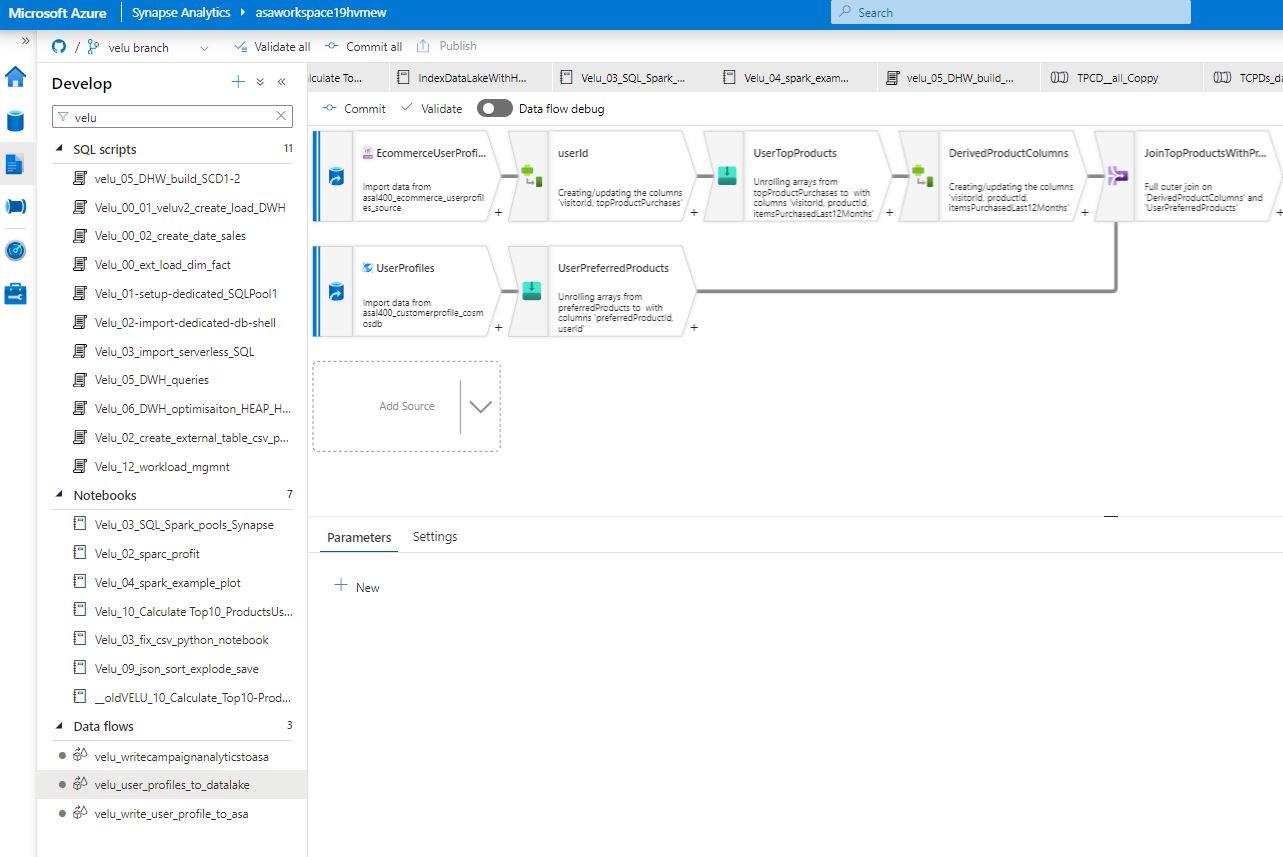 Microsoft Azure Synapse Analytics asaworkspace19hvmew Search
/ velu branch Validate all Commit all Publish
Develop
velu
SQL scripts 11
velu_05_DHW_build_SCD1-2
Velu_00_01_veluv2_create_load_DWH
Velu_00_02_create_date_sales
Velu_00_ext_load_dim_fact
Velu_01-setup-dedicated_SQLPool1
Velu_02-import-dedicated-db-shell
Velu_03_import_serverless_SQL
Velu_05_DWH_queries
Velu_06_DWH_optimisaiton_HEAP_H...
Velu_02_create_external_table_csv_p...
Velu_12_workload_mgmnt
Notebooks 7
Velu_03_SQL_Spark_pools_Synapse
Velu_02_sparc_profit
Velu_04_spark_example_plot
Velu_10_Calculate Top10_ProductsUs...
Velu_03_fix_csv_python_notebook
Velu_09_json_sort_explode_save
__oldVELU_10_Calculate_Top10-Prod...
Data flows 3
velu_writecampaignanalyticstoasa
velu_user_profiles_to_datalake
velu_write_user_profile_to_asa
lculate To... IndexDataLakeWithH... Velu_03_SQL_Spark_... Velu_04_spark_exam... velu_05_DHW_build_... TPCD__all_Coppy TCPDs_da
Commit Validate Data flow debug
EcommerceUserProfi...
Import data from
asal400_ecommerce_userprofil
es_source
userId
Creating/updating the columns
'visitorId, topProductPurchases'
UserTopProducts
Unrolling arrays from
topProductPurchases to with
columns 'visitorId, productId,
itemsPurchasedLast12Months'
DerivedProductColumns
Creating/updating the columns
'visitorId, productId,
itemsPurchasedLast12Months'
JoinTopProductsWithPr...
Full outer join on
'DerivedProductColumns' and
'UserPreferredProducts'
UserProfiles
Import data from
asal400_customerprofile_cosm
osdb
UserPreferredProducts
Unrolling arrays from
preferredProducts to with
columns 'preferredProductId,
userId'
Add Source
Parameters Settings
New